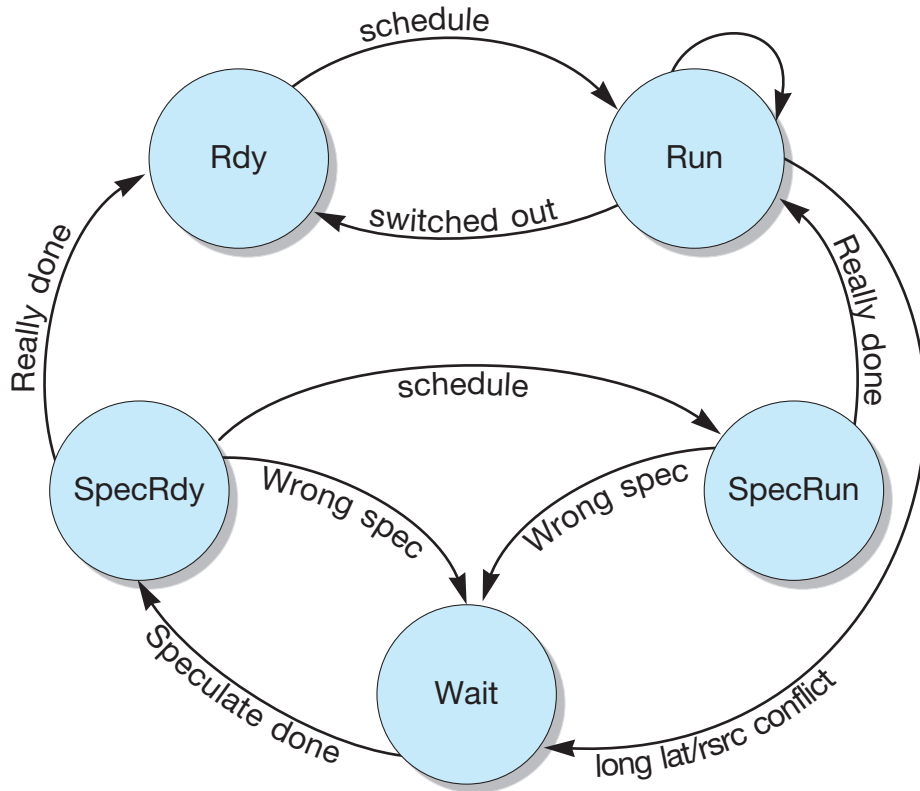 schedule
Rdy
Run
switched out
Really done
Really done
schedule
SpecRdy
Wrong spec
Wrong spec
SpecRun
Speculate done
Wait
long lat/rsrc conflict